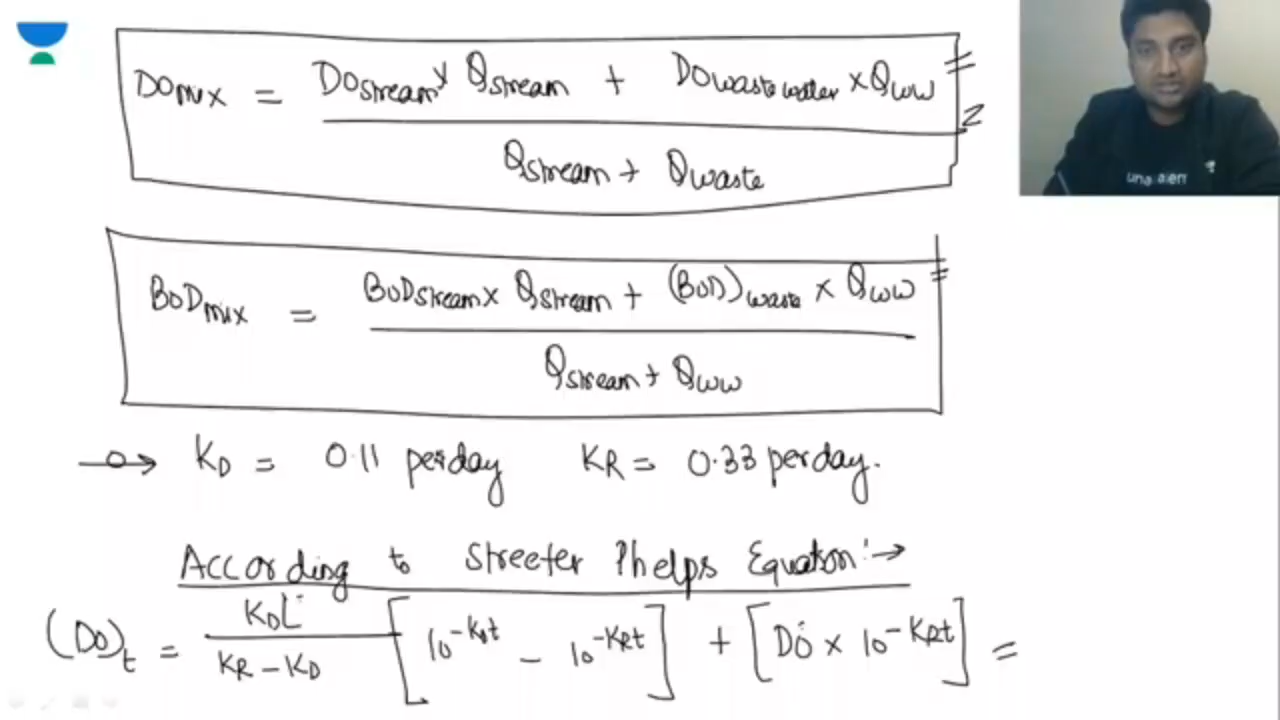 DOmix = DOstream x Qstream + DOwastewater x Qww
Qstream + Qwaste
BODmix = BODstream x Qstream + (BOD)waste x Qww
Qstream + Qww
KD = 0.11 perday KR = 0.33 perday.
According to Streeter Phelps Equation:→
(DO)t = KDL / KR - KD [10^-KDt - 10^-KRt] + [DO x 10^-KRt] =